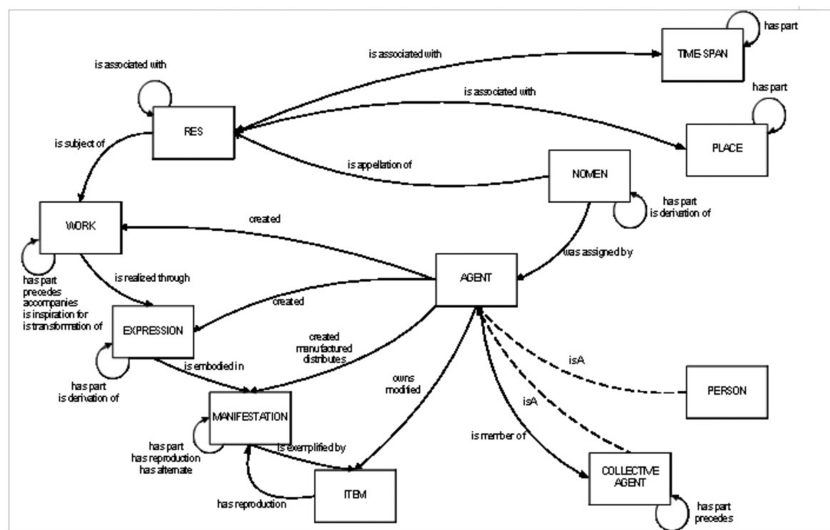 has part
TIME-SPAN
is associated with
is associated with
is associated with
has part
RES
PLACE
is subject of
is appellation of
NOMEN
has part
is derivation of
WORK
created
was assigned by
has part
precedes
accompanies
is inspiration for
is transformation of
is realized through
AGENT
created
EXPRESSION
created
manufactured
distributes
is embodied in
has part
is derivation of
owns
modified
isA
PERSON
MANIFESTATION
isA
is member of
has part
has reproduction
has alternate
is exemplified by
COLLECTIVE
AGENT
ITEM
has reproduction
has part
precedes